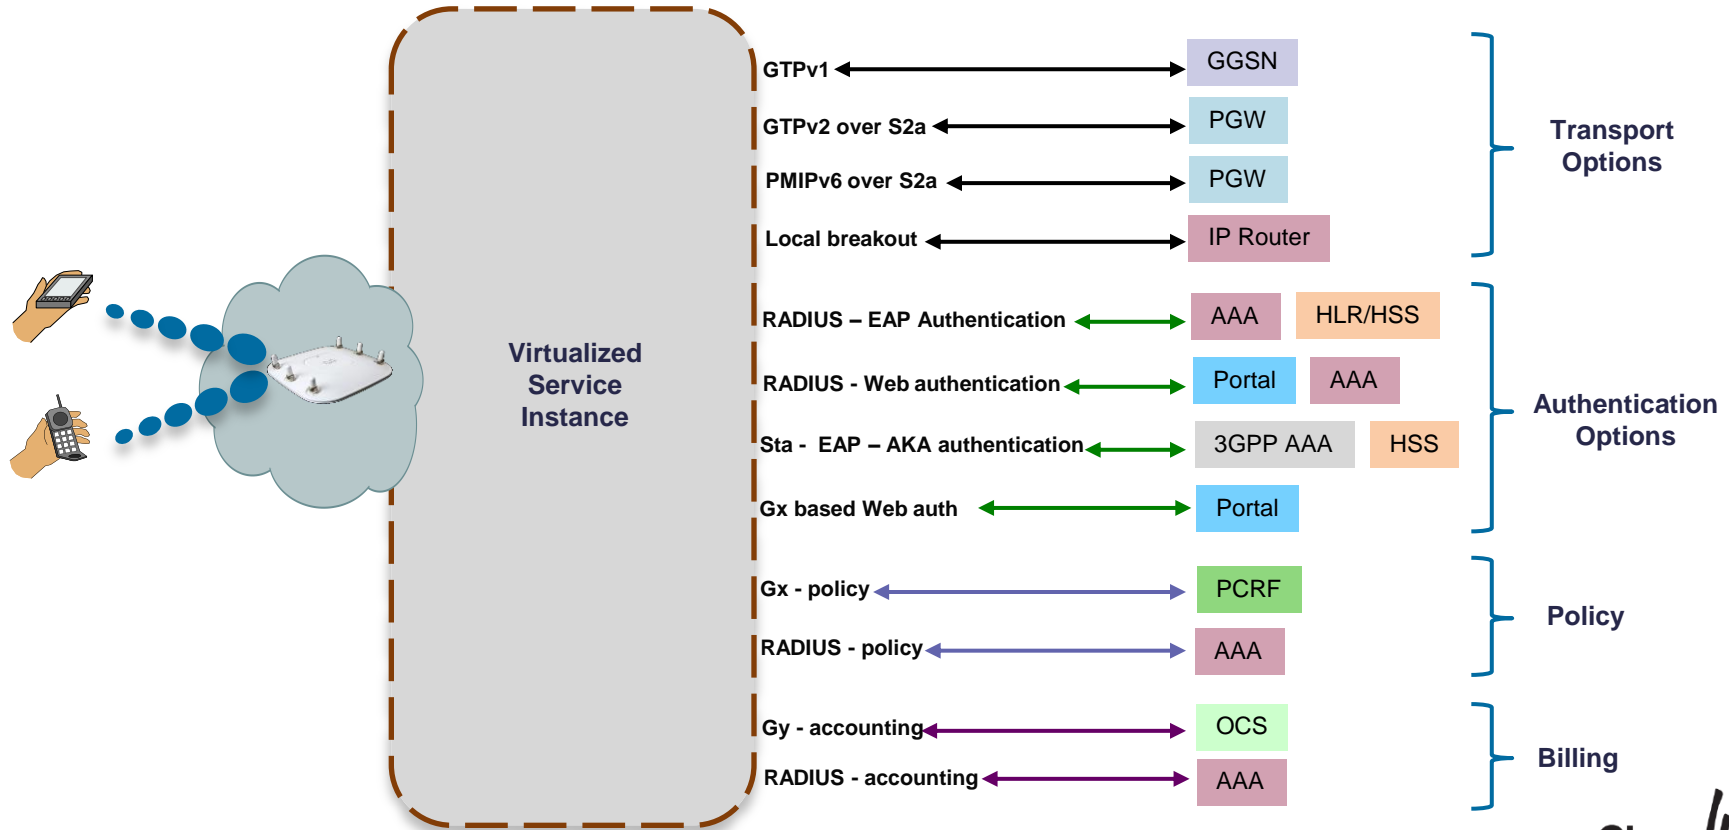 GTPv1
GGSN
GTPv2 over S2a
PGW
Transport
Options
PMIPv6 over S2a
PGW
Local breakout
IP Router
RADIUS – EAP Authentication
AAA
HLR/HSS
Virtualized
Service
Instance
RADIUS - Web authentication
Portal
AAA
Authentication
Options
Sta - EAP – AKA authentication
3GPP AAA
HSS
Gx based Web auth
Portal
Gx - policy
PCRF
Policy
RADIUS - policy
AAA
Gy - accounting
OCS
Billing
RADIUS - accounting
AAA